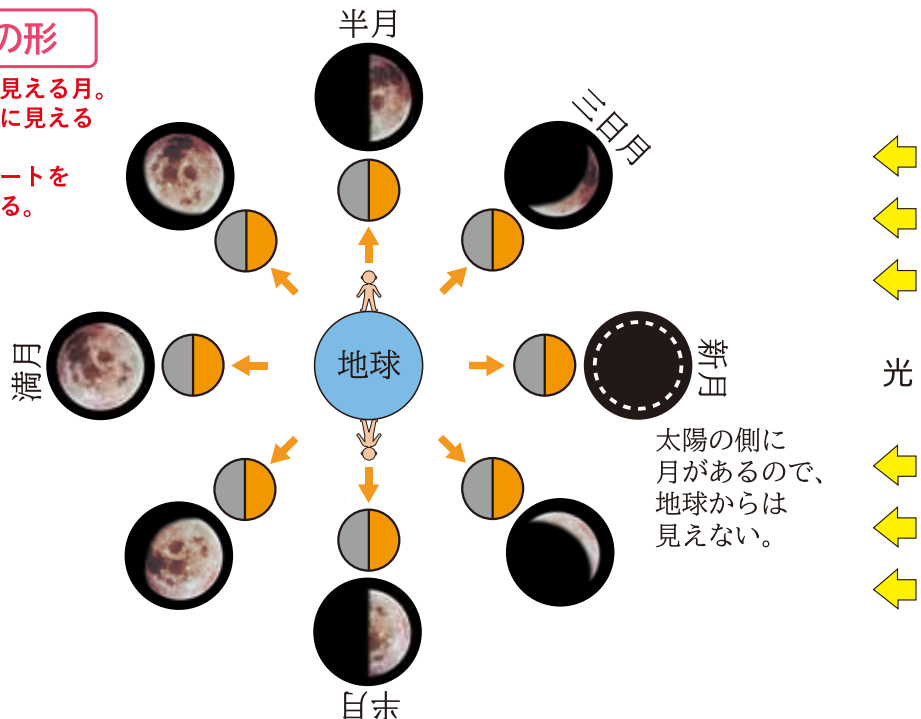 の形
見える月。
に見える
ートを
る。
半月
三日月
満月
地球
新月
光
太陽の側に
月があるので、
地球からは
見えない。
半月